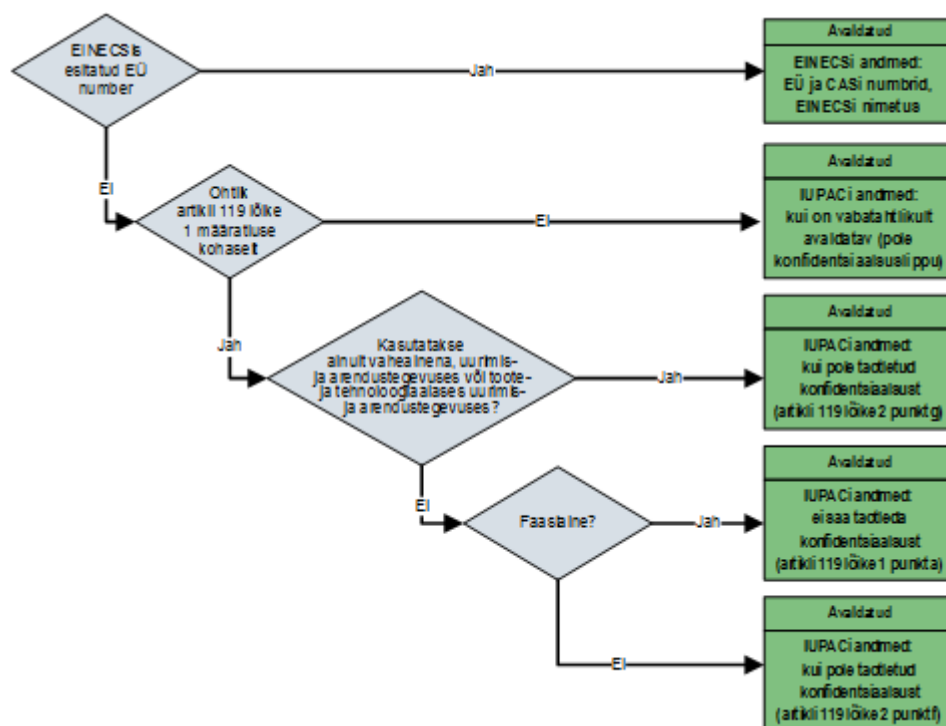 EINECSis
esitatud EÜ
number
Jah
Avaldatud
EINECSi andmed:
EÜ ja CASi numbrid,
EINECSi nimetus
Ei
Ohtlik
artikli 119 lõike
1 määratluse
kohaselt
Ei
Avaldatud
IUPACi andmed:
kui on vabatahtlikult
avaldatav (pole
konfidentsiaalsuslippu)
Jah
Kasutatakse
ainult vaheainena, uurimis-
ja arendustegevuses või toote-
ja tehnoloogiaalases uurimis-
ja arendustegevuses?
Jah
Avaldatud
IUPACi andmed:
kui pole taotletud
konfidentsiaalsust
(artikli 119 lõike 2 punkt g)
Ei
Faasiaine?
Jah
Avaldatud
IUPACi andmed:
ei saa taotleda
konfidentsiaalsust
(artikli 119 lõike 1 punkt a)
Ei
Avaldatud
IUPACi andmed:
kui pole taotletud
konfidentsiaalsust
(artikli 119 lõike 2 punkt f)